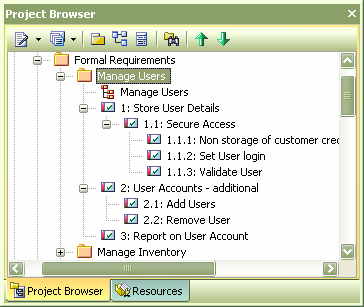 Project Browser
Formal Requirements
Manage Users
Manage Users
1: Store User Details
1.1: Secure Access
1.1.1: Non storage of customer cred
1.1.2: Set User login
1.1.3: Validate User
2: User Accounts - additional
2.1: Add Users
2.2: Remove User
3: Report on User Account
Manage Inventory
Project Browser
Resources